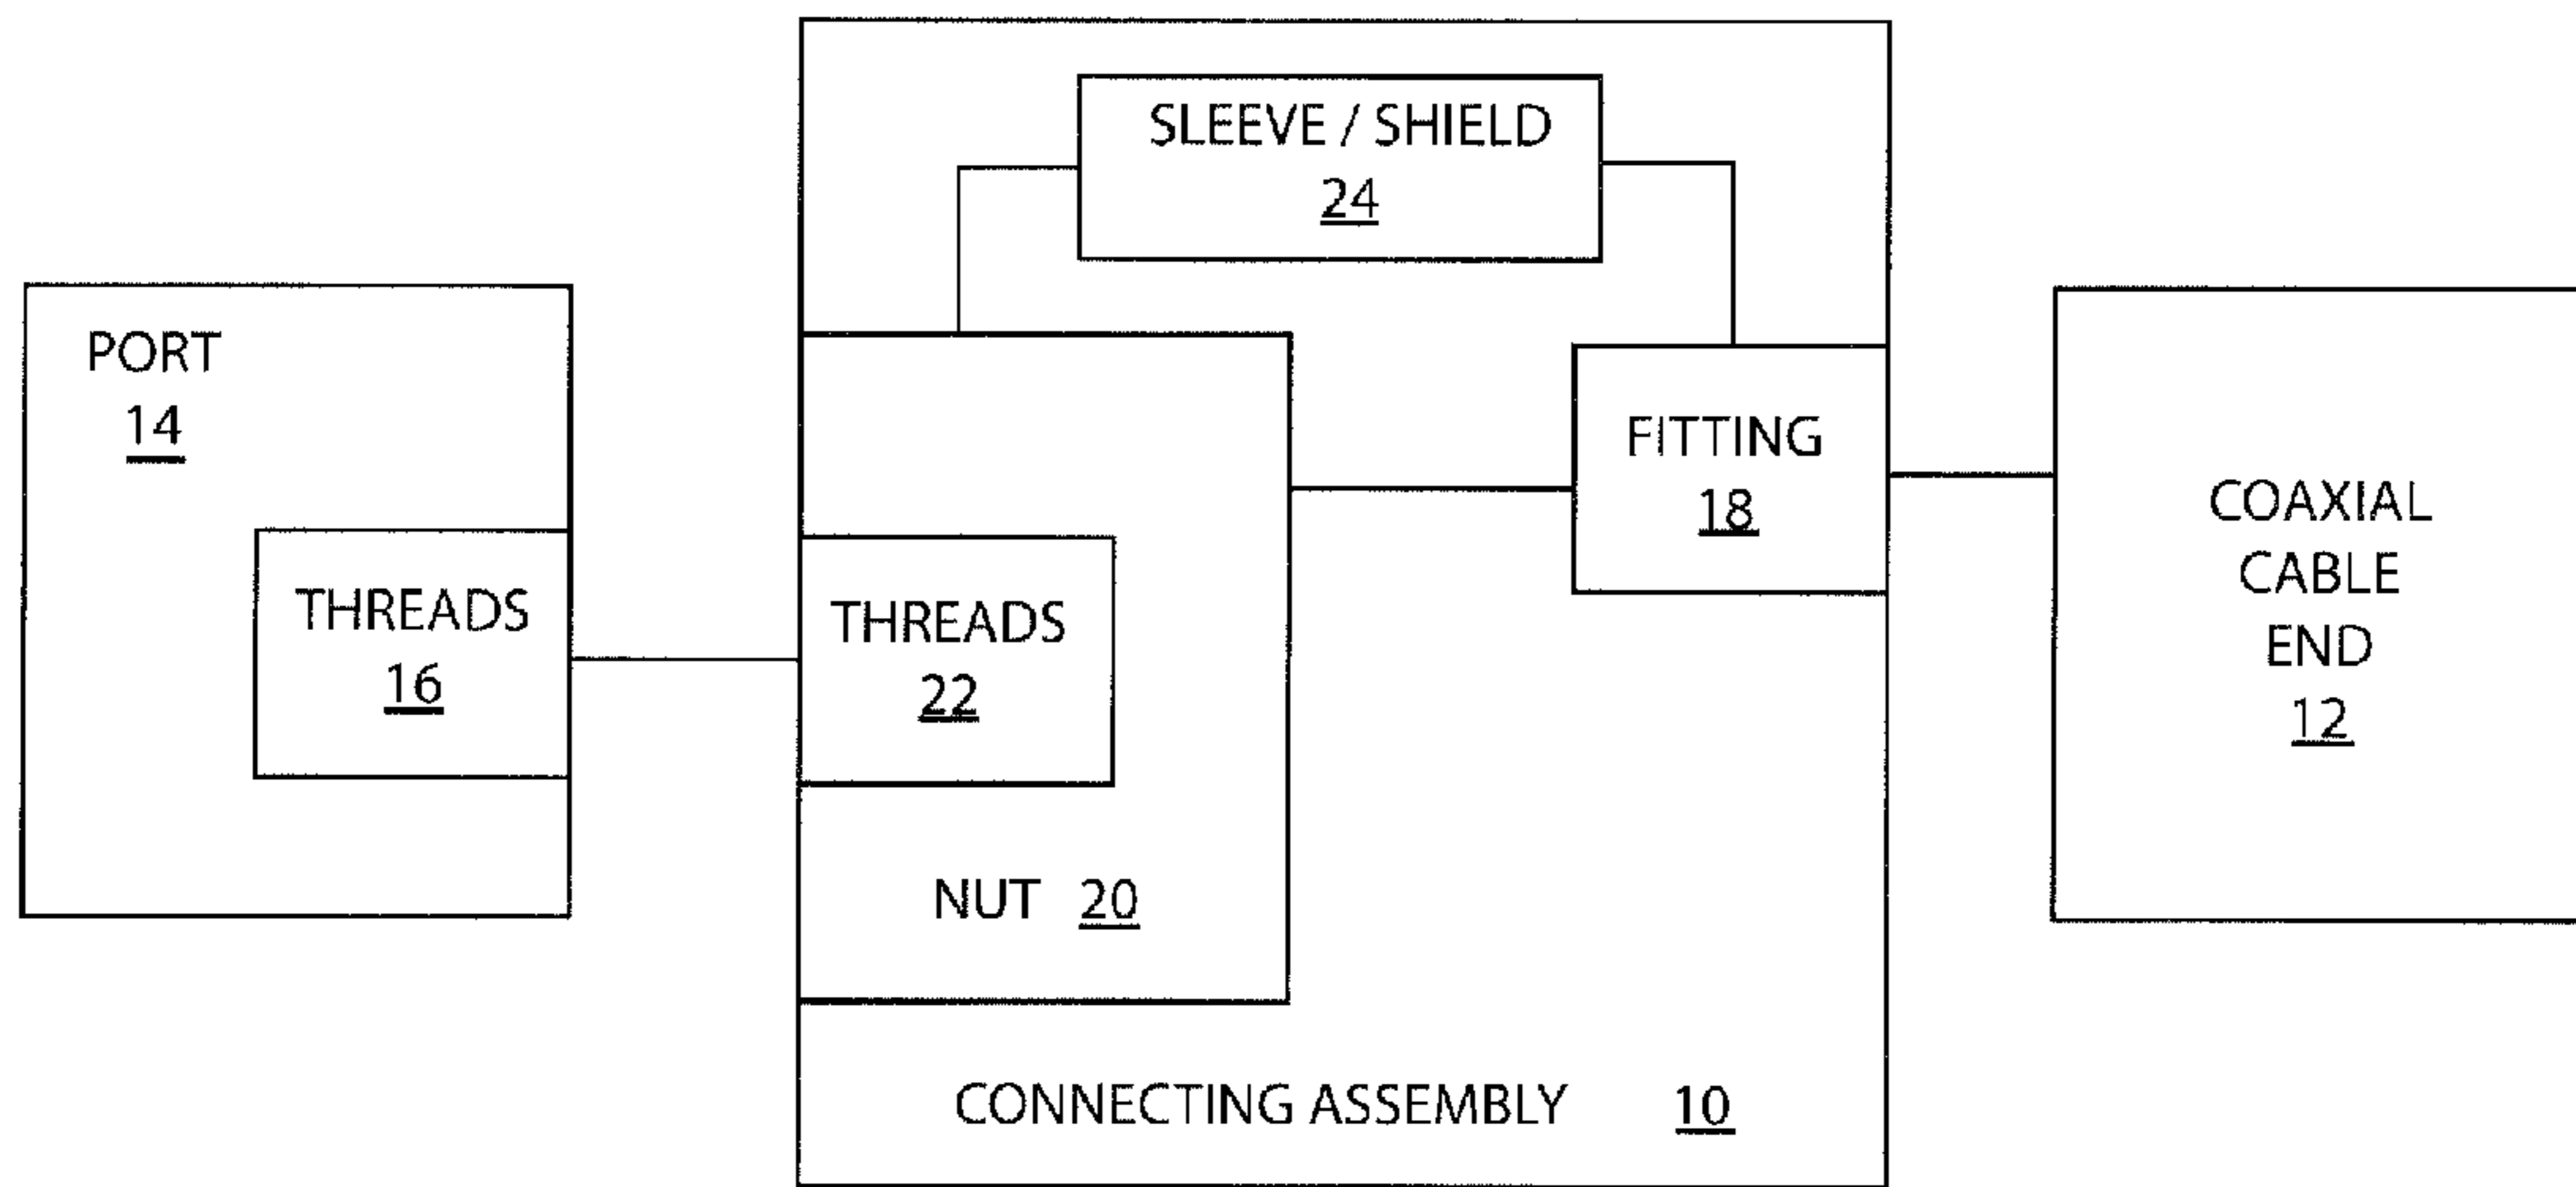 SLEEVE / SHIELD
24
PORT
14
THREADS
16
THREADS
22
NUT 20
FITTING
18
COAXIAL
CABLE
END
12
CONNECTING ASSEMBLY 10